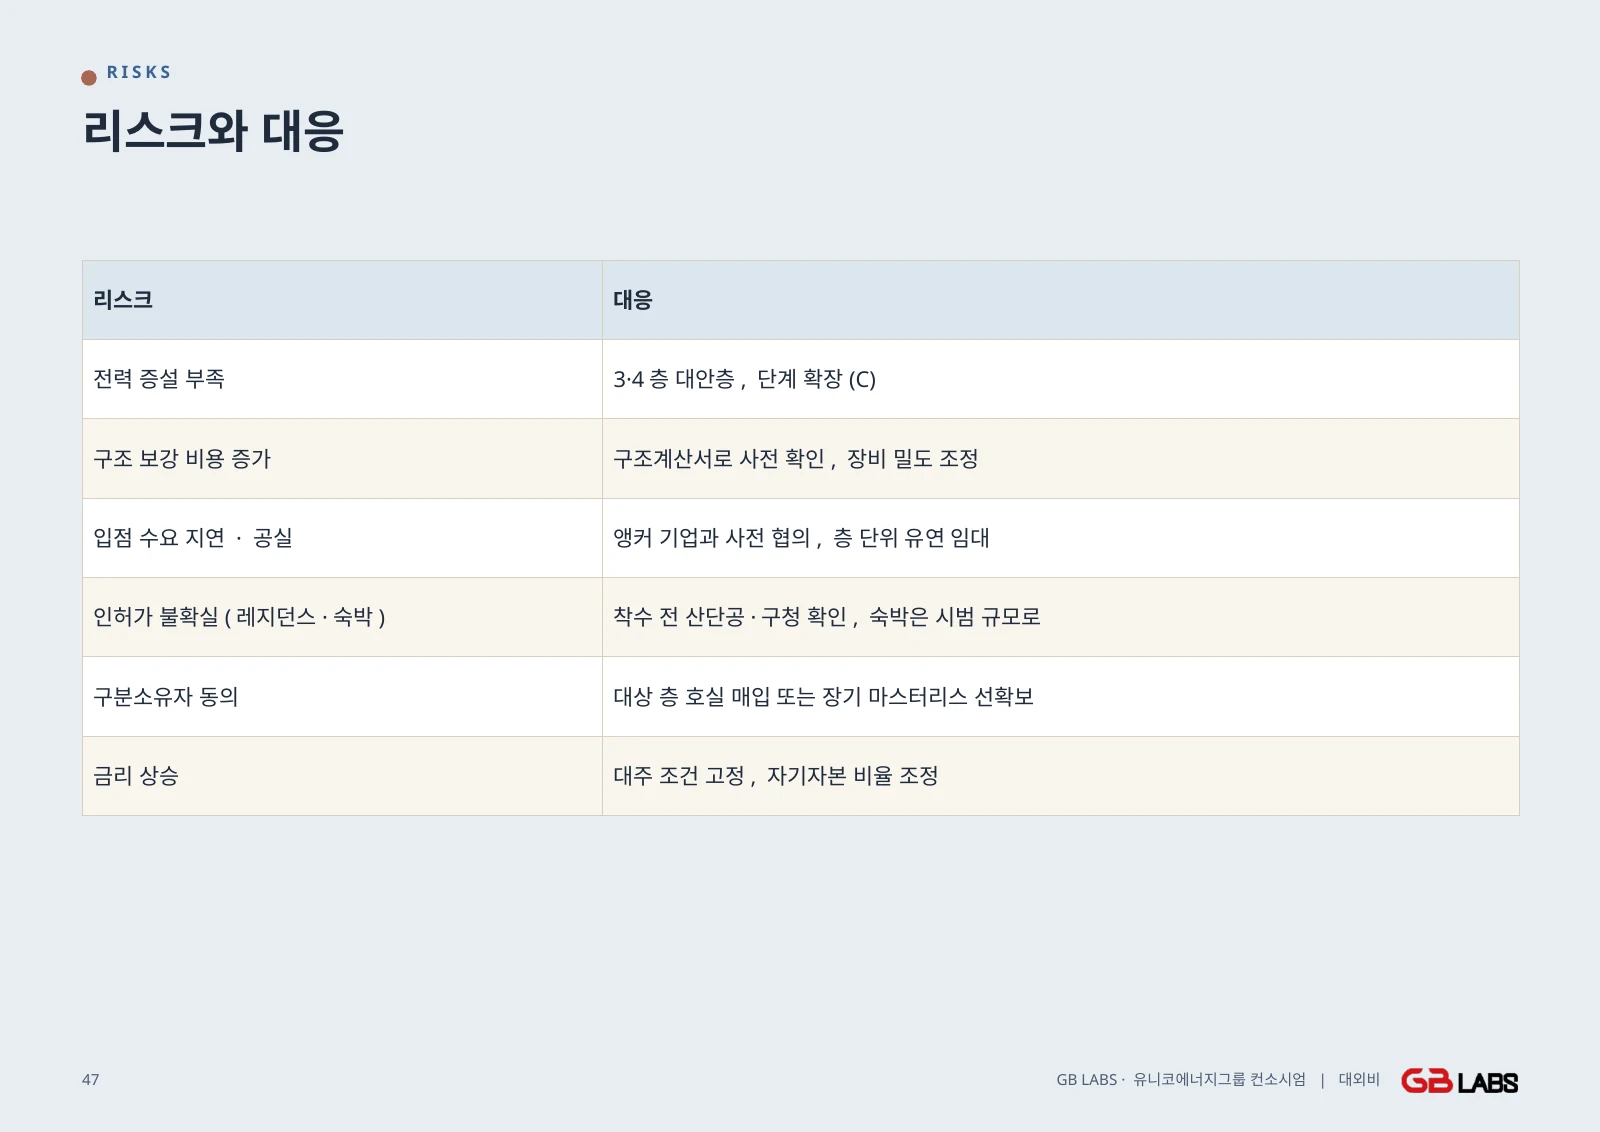 RISKS
리스크와 대응
리스크 대응
전력 증설 부족 3·4 층 대안층 , 단계 확장 (C)
구조 보강 비용 증가 구조계산서로 사전 확인 , 장비 밀도 조정
입점 수요 지연 · 공실 앵커 기업과 사전 협의 , 층 단위 유연 임대
인허가 불확실 ( 레지던스 · 숙박 ) 착수 전 산단공 · 구청 확인 , 숙박은 시범 규모로
구분소유자 동의 대상 층 호실 매입 또는 장기 마스터리스 선확보
금리 상승 대주 조건 고정 , 자기자본 비율 조정
47 GB LABS · 유니코에너지그룹 컨소시엄 | 대외비 GB LABS